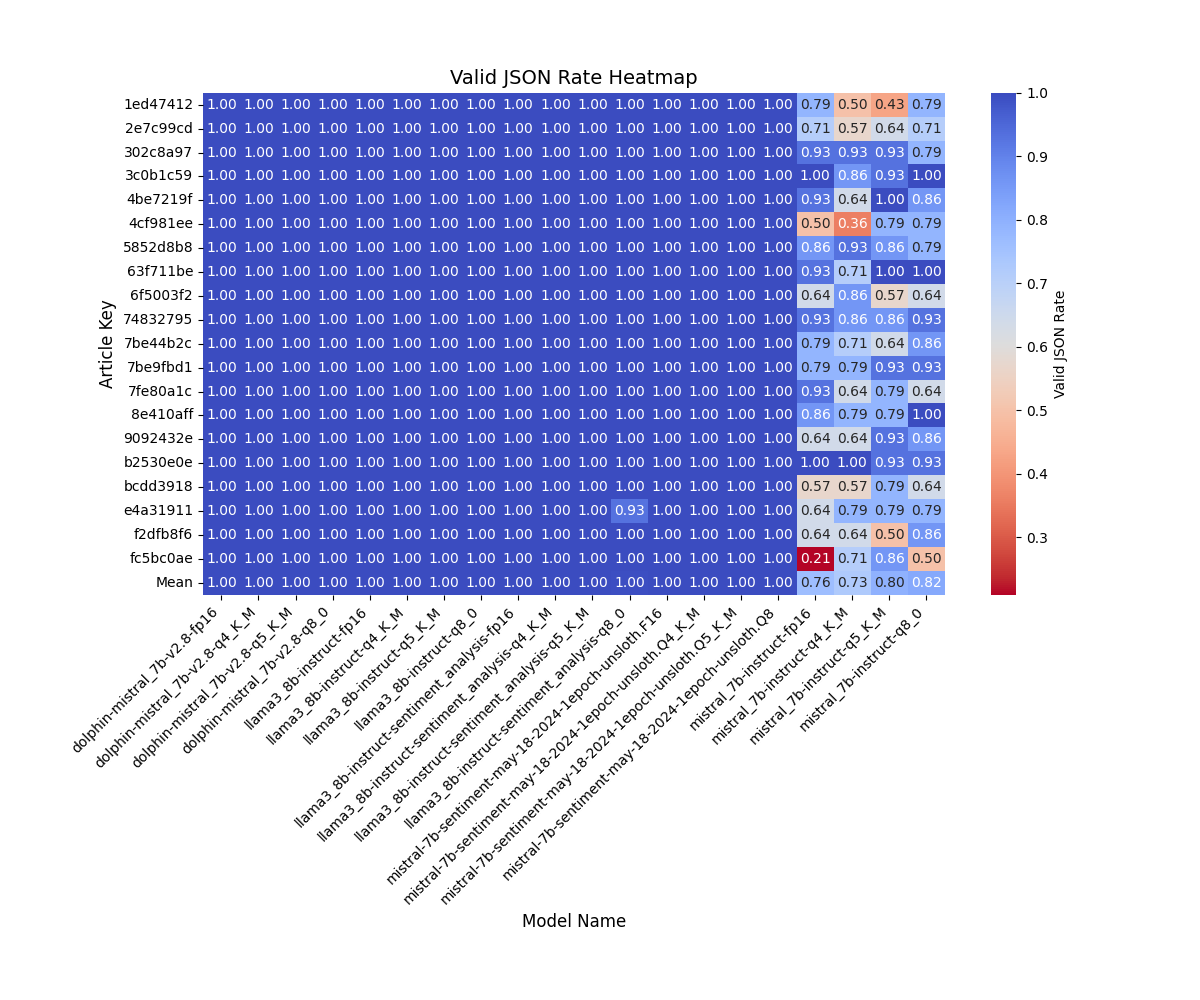 Valid JSON Rate Heatmap
1ed47412 1.00 1.00 1.00 1.00 1.00 1.00 1.00 1.00 1.00 1.00 1.00 1.00 1.00 1.00 1.00 1.00 0.79 0.50 0.43 0.79
2e7c99cd 1.00 1.00 1.00 1.00 1.00 1.00 1.00 1.00 1.00 1.00 1.00 1.00 1.00 1.00 1.00 1.00 0.71 0.57 0.64 0.71
302c8a97 1.00 1.00 1.00 1.00 1.00 1.00 1.00 1.00 1.00 1.00 1.00 1.00 1.00 1.00 1.00 1.00 0.93 0.93 0.93 0.79
3c0b1c59 1.00 1.00 1.00 1.00 1.00 1.00 1.00 1.00 1.00 1.00 1.00 1.00 1.00 1.00 1.00 1.00 1.00 0.86 0.93 1.00
4be7219f 1.00 1.00 1.00 1.00 1.00 1.00 1.00 1.00 1.00 1.00 1.00 1.00 1.00 1.00 1.00 1.00 0.93 0.64 1.00 0.86
4cf981ee 1.00 1.00 1.00 1.00 1.00 1.00 1.00 1.00 1.00 1.00 1.00 1.00 1.00 1.00 1.00 1.00 0.50 0.36 0.79 0.79
5852d8b8 1.00 1.00 1.00 1.00 1.00 1.00 1.00 1.00 1.00 1.00 1.00 1.00 1.00 1.00 1.00 1.00 0.86 0.93 0.86 0.79
63f711be 1.00 1.00 1.00 1.00 1.00 1.00 1.00 1.00 1.00 1.00 1.00 1.00 1.00 1.00 1.00 1.00 0.93 0.71 1.00 1.00
6f5003f2 1.00 1.00 1.00 1.00 1.00 1.00 1.00 1.00 1.00 1.00 1.00 1.00 1.00 1.00 1.00 1.00 0.64 0.86 0.57 0.64
74832795 1.00 1.00 1.00 1.00 1.00 1.00 1.00 1.00 1.00 1.00 1.00 1.00 1.00 1.00 1.00 1.00 0.93 0.86 0.86 0.93
7be44b2c 1.00 1.00 1.00 1.00 1.00 1.00 1.00 1.00 1.00 1.00 1.00 1.00 1.00 1.00 1.00 1.00 0.79 0.71 0.64 0.86
7be9fbd1 1.00 1.00 1.00 1.00 1.00 1.00 1.00 1.00 1.00 1.00 1.00 1.00 1.00 1.00 1.00 1.00 0.79 0.79 0.93 0.93
7fe80a1c 1.00 1.00 1.00 1.00 1.00 1.00 1.00 1.00 1.00 1.00 1.00 1.00 1.00 1.00 1.00 1.00 0.93 0.64 0.79 0.64
8e410aff 1.00 1.00 1.00 1.00 1.00 1.00 1.00 1.00 1.00 1.00 1.00 1.00 1.00 1.00 1.00 1.00 0.86 0.79 0.79 1.00
9092432e 1.00 1.00 1.00 1.00 1.00 1.00 1.00 1.00 1.00 1.00 1.00 1.00 1.00 1.00 1.00 1.00 0.64 0.64 0.93 0.86
b2530e0e 1.00 1.00 1.00 1.00 1.00 1.00 1.00 1.00 1.00 1.00 1.00 1.00 1.00 1.00 1.00 1.00 1.00 1.00 0.93 0.93
bcdd3918 1.00 1.00 1.00 1.00 1.00 1.00 1.00 1.00 1.00 1.00 1.00 1.00 1.00 1.00 1.00 1.00 0.57 0.57 0.79 0.64
e4a31911 1.00 1.00 1.00 1.00 1.00 1.00 1.00 1.00 1.00 1.00 1.00 0.93 1.00 1.00 1.00 1.00 0.64 0.79 0.79 0.79
f2dfb8f6 1.00 1.00 1.00 1.00 1.00 1.00 1.00 1.00 1.00 1.00 1.00 1.00 1.00 1.00 1.00 1.00 0.64 0.64 0.50 0.86
fc5bc0ae 1.00 1.00 1.00 1.00 1.00 1.00 1.00 1.00 1.00 1.00 1.00 1.00 1.00 1.00 1.00 1.00 0.21 0.71 0.86 0.50
Mean 1.00 1.00 1.00 1.00 1.00 1.00 1.00 1.00 1.00 1.00 1.00 1.00 1.00 1.00 1.00 1.00 0.76 0.73 0.80 0.82
Article Key
dolphin-mistral_7b-v2.8-fp16
dolphin-mistral_7b-v2.8-q4_K_M
dolphin-mistral_7b-v2.8-q5_K_M
dolphin-mistral_7b-v2.8-q8_0
llama3_8b-instruct-fp16
llama3_8b-instruct-q4_K_M
llama3_8b-instruct-q5_K_M
llama3_8b-instruct-q8_0
llama3_8b-instruct-sentiment_analysis-fp16
llama3_8b-instruct-sentiment_analysis-q4_K_M
llama3_8b-instruct-sentiment_analysis-q5_K_M
llama3_8b-instruct-sentiment_analysis-q8_0
mistral-7b-sentiment-may-18-2024-1epoch-unsloth.F16
mistral-7b-sentiment-may-18-2024-1epoch-unsloth.Q4_K_M
mistral-7b-sentiment-may-18-2024-1epoch-unsloth.Q5_K_M
mistral-7b-sentiment-may-18-2024-1epoch-unsloth.Q8
mistral_7b-instruct-fp16
mistral_7b-instruct-q4_K_M
mistral_7b-instruct-q5_K_M
mistral_7b-instruct-q8_0
Model Name
1.0
0.9
0.8
0.7
0.6
0.5
0.4
0.3
Valid JSON Rate